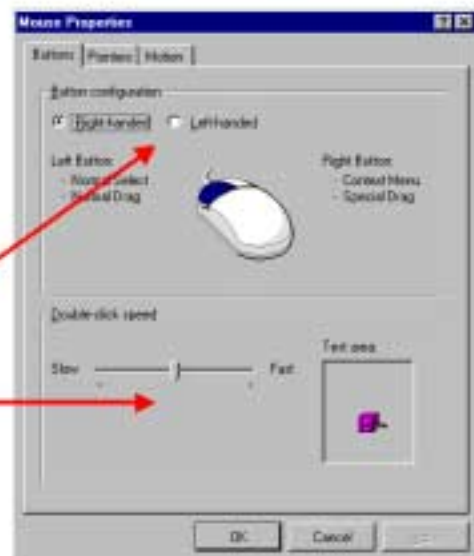 Mouse Properties
Buttons Pointers Motion
Button configuration
Right-handed Left-handed
Left Button: Right Button:
- Normal Select - Context Menu
- Normal Drag - Special Drag
Double-click speed
Test area:
Slow Fast
OK Cancel